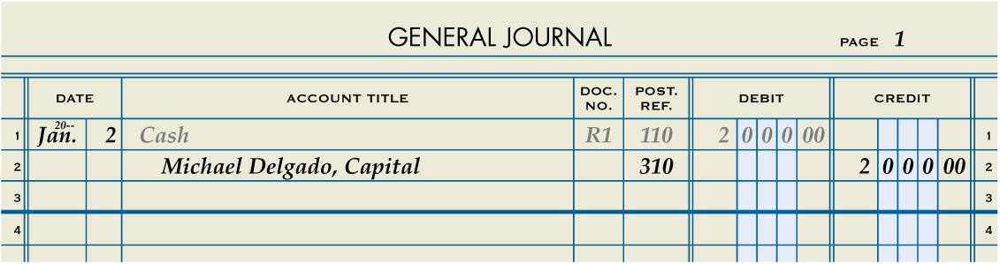 GENERAL JOURNAL PAGE 1
DATE ACCOUNT TITLE DOC. NO. POST. REF. DEBIT CREDIT
20--
1 Jan. 2 Cash R1 110 2 0 0 0 00 1
2 Michael Delgado, Capital 310 2 0 0 0 00 2
3 3
4 4